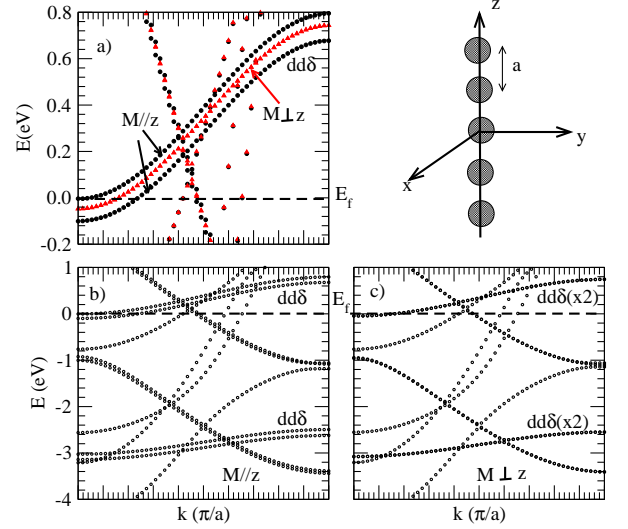 a)
0.8
0.6
0.4
0.2
0.0
-0.2
E(eV)
ddδ
M//z
M⊥z
E_f
z
a
y
x
b)
1
0
-1
-2
-3
-4
E (eV)
ddδ
ddδ
M//z
k (π/a)
E_f
c)
ddδ(x2)
ddδ(x2)
M ⊥ z
k (π/a)